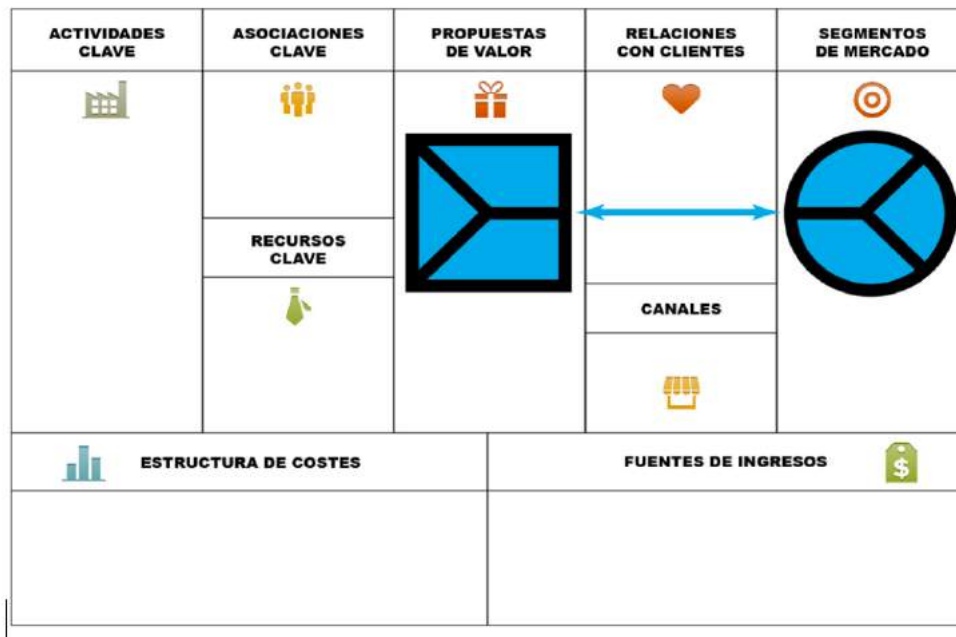 ACTIVIDADES
CLAVE
ASOCIACIONES
CLAVE
PROPUESTAS
DE VALOR
RELACIONES
CON CLIENTES
SEGMENTOS
DE MERCADO
RECURSOS
CLAVE
CANALES
ESTRUCTURA DE COSTES
FUENTES DE INGRESOS
$